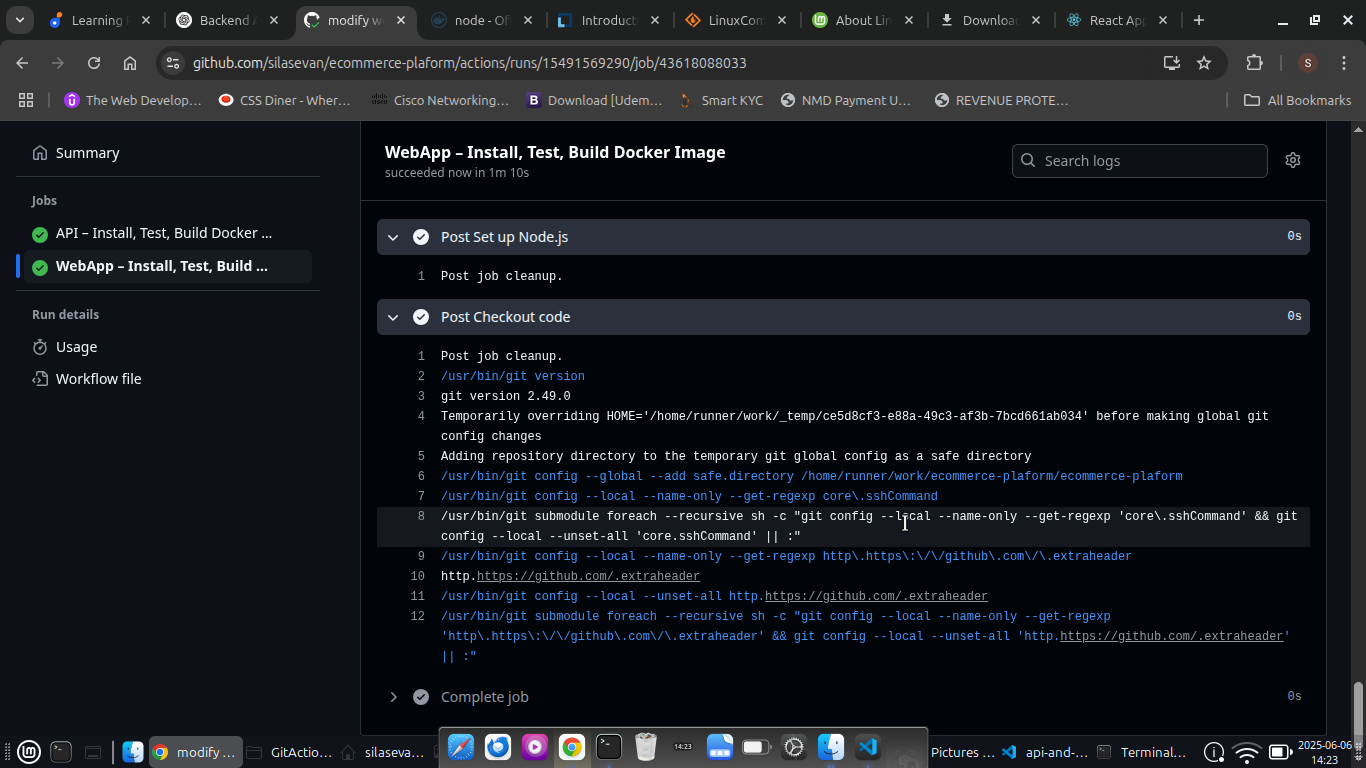 Learning
Backend A
modify w
node - Of
Introduct
LinuxCom
About Lin
Downloac
React App
github.com/silasevan/ecommerce-plaform/actions/runs/15491569290/job/43618088033
S
The Web Develop...
CSS Diner - Wher...
Cisco Networking...
Download [Udem...
Smart KYC
NMD Payment U...
REVENUE PROTE...
All Bookmarks
Summary
Jobs
API – Install, Test, Build Docker ...
WebApp – Install, Test, Build ...
Run details
Usage
Workflow file
WebApp – Install, Test, Build Docker Image
succeeded now in 1m 10s
Search logs
Post Set up Node.js
0s
1 Post job cleanup.
Post Checkout code
0s
1 Post job cleanup.
2 /usr/bin/git version
3 git version 2.49.0
4 Temporarily overriding HOME='/home/runner/work/_temp/ce5d8cf3-e88a-49c3-af3b-7bcd661ab034' before making global git
config changes
5 Adding repository directory to the temporary git global config as a safe directory
6 /usr/bin/git config --global --add safe.directory /home/runner/work/ecommerce-plaform/ecommerce-plaform
7 /usr/bin/git config --local --name-only --get-regexp core\.sshCommand
8 /usr/bin/git submodule foreach --recursive sh -c "git config --local --name-only --get-regexp 'core\.sshCommand' && git
config --local --unset-all 'core.sshCommand' || :"
9 /usr/bin/git config --local --name-only --get-regexp http\.https\:\/\/github\.com\/\.extraheader
10 http.https://github.com/.extraheader
11 /usr/bin/git config --local --unset-all http.https://github.com/.extraheader
12 /usr/bin/git submodule foreach --recursive sh -c "git config --local --name-only --get-regexp
'http\.https\:\/\/github\.com\/\.extraheader' && git config --local --unset-all 'http.https://github.com/.extraheader'
|| :"
Complete job
0s
modify ...
GitActio...
silaseva...
14:23
Pictures ...
api-and-...
Terminal...
2025-06-06
14:23